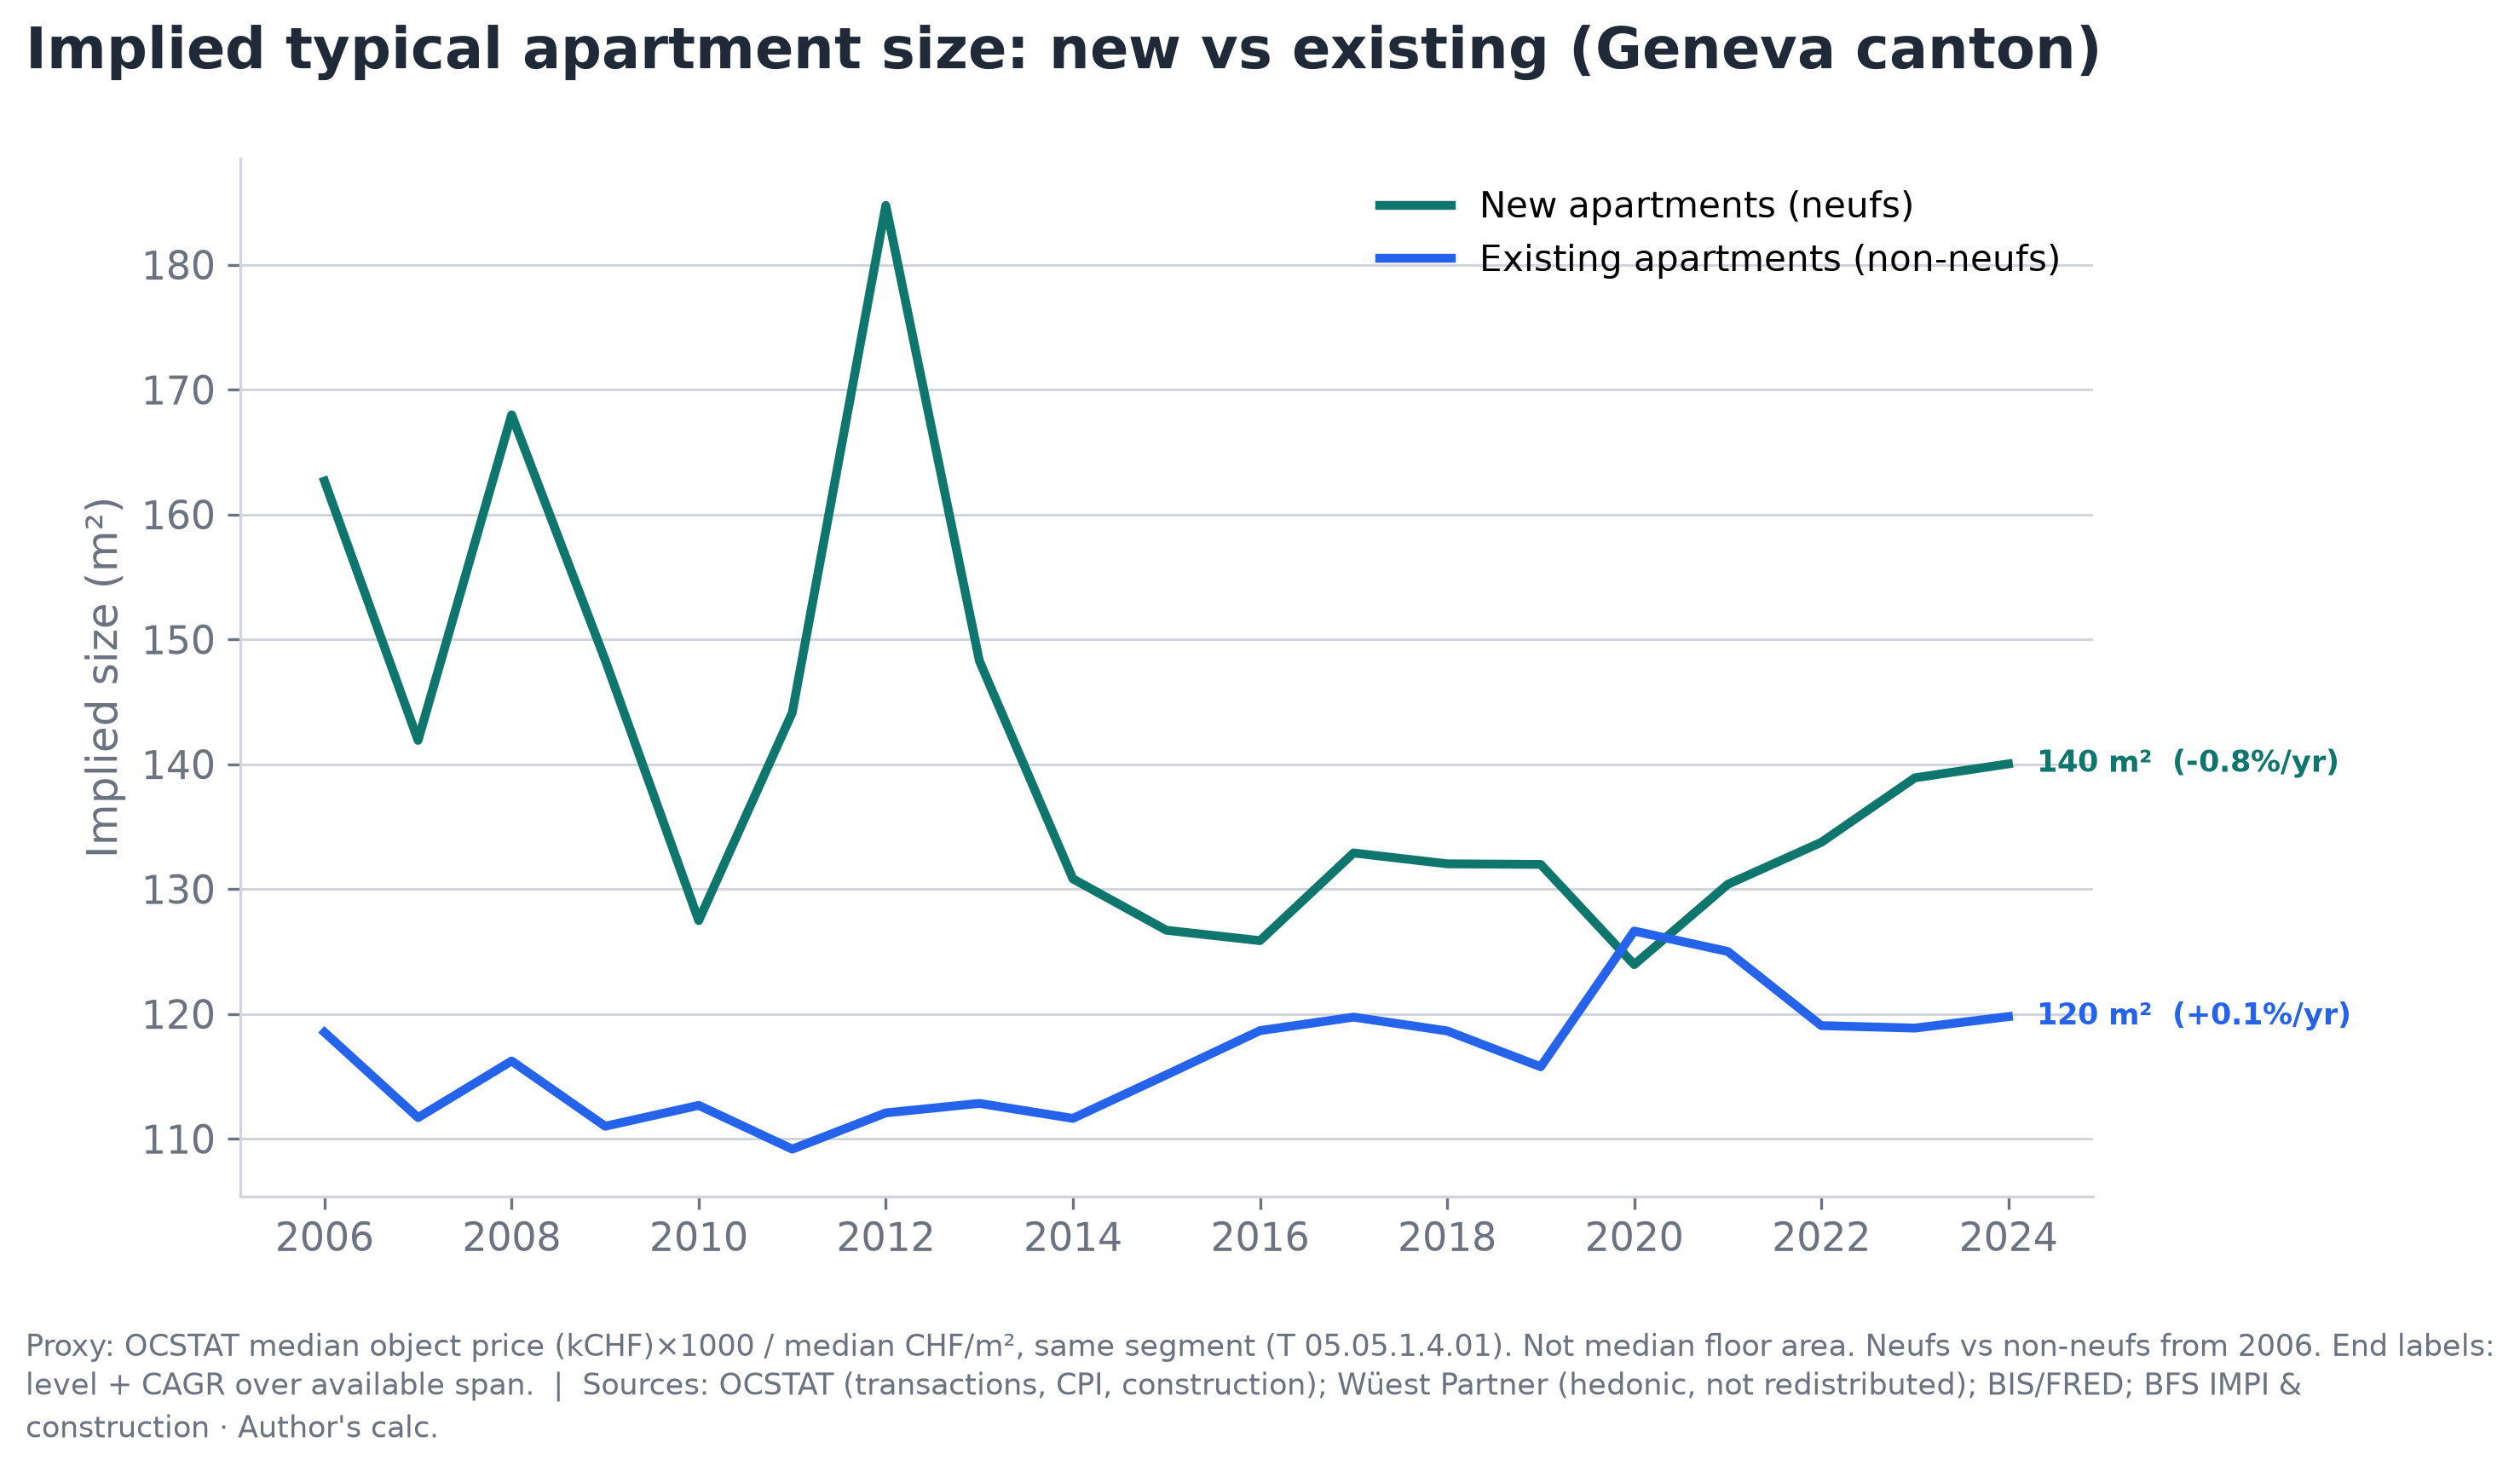 Implied typical apartment size: new vs existing (Geneva canton)
New apartments (neufs)
Existing apartments (non-neufs)
Implied size (m²)
180
170
160
150
140
130
120
110
140 m² (-0.8%/yr)
120 m² (+0.1%/yr)
2006 2008 2010 2012 2014 2016 2018 2020 2022 2024
Proxy: OCSTAT median object price (kCHF)×1000 / median CHF/m², same segment (T 05.05.1.4.01). Not median floor area. Neufs vs non-neufs from 2006. End labels:
level + CAGR over available span. | Sources: OCSTAT (transactions, CPI, construction); Wüest Partner (hedonic, not redistributed); BIS/FRED; BFS IMPI &
construction · Author's calc.